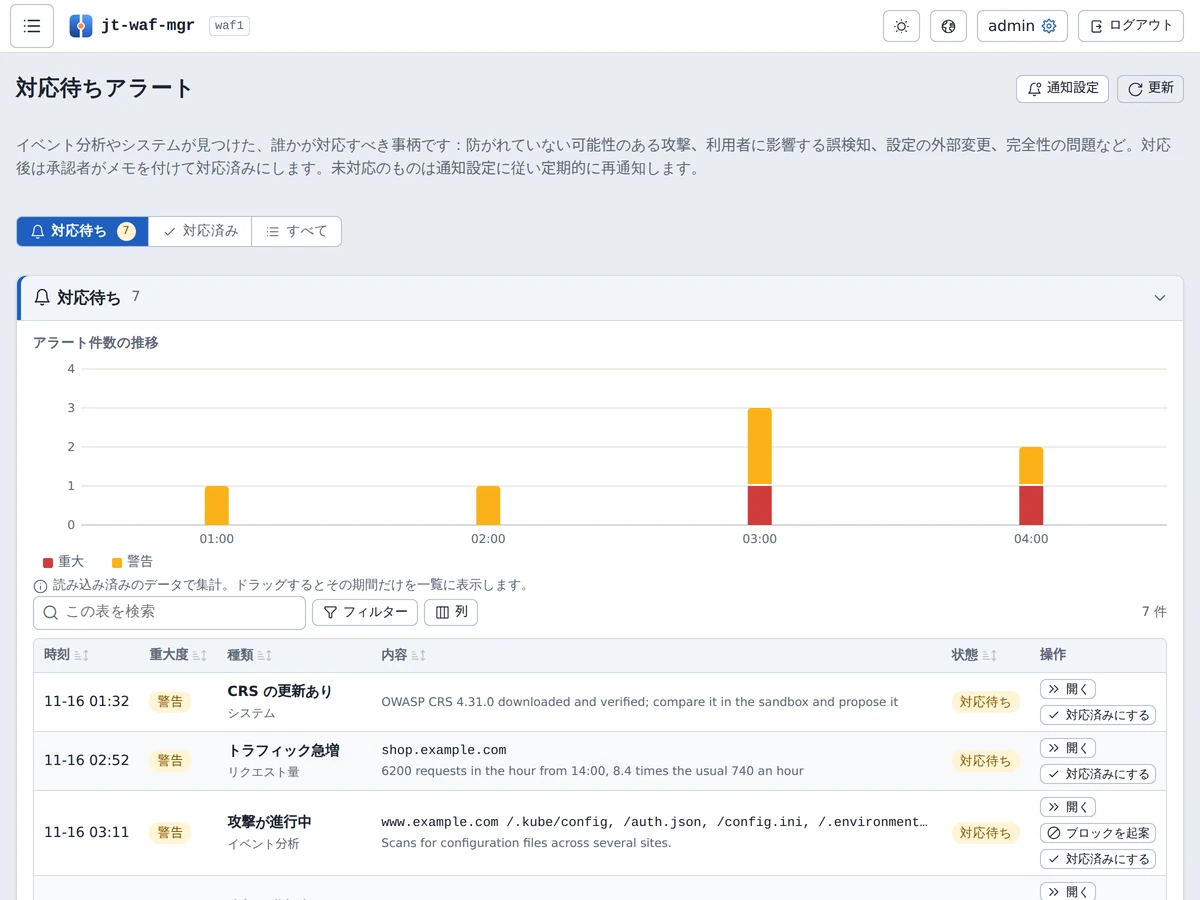 jt-waf-mgr waf1 admin ログアウト
対応待ちアラート 通知設定 更新
イベント分析やシステムが見つけた、誰かが対応すべき事柄です：防がれていない可能性のある攻撃、利用者に影響する誤検知、設定の外部変更、完全性の問題など。対応
後は承認者がメモを付けて対応済みにします。未対応のものは通知設定に従い定期的に再通知します。
対応待ち 7 対応済み すべて
対応待ち 7
アラート件数の推移
4
3
2
1
0
01:00 02:00 03:00 04:00
重大 警告
読み込み済みのデータで集計。ドラッグするとその期間だけを一覧に表示します。
この表を検索 フィルター 列 7 件
時刻 重大度 種類 内容 状態 操作
11-16 01:32 警告 CRS の更新あり システム OWASP CRS 4.31.0 downloaded and verified; compare it in the sandbox and propose it 対応待ち 開く
対応済みにする
11-16 02:52 警告 トラフィック急増 リクエスト量 shop.example.com 対応待ち 開く
6200 requests in the hour from 14:00, 8.4 times the usual 740 an hour 対応済みにする
11-16 03:11 警告 攻撃が進行中 イベント分析 www.example.com /.kube/config, /auth.json, /config.ini, /.environment… 対応待ち 開く
Scans for configuration files across several sites. ブロックを起案
対応済みにする
開く